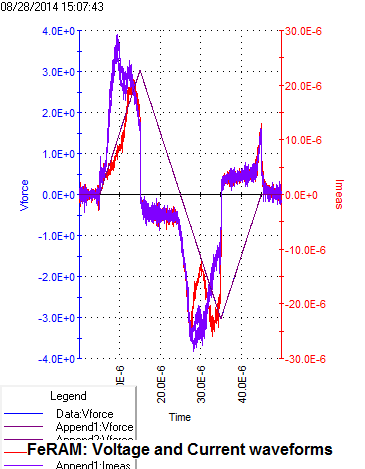 08/28/2014 15:07:43
4.0E+0
3.0E+0
2.0E+0
1.0E+0
0.0E+0
-1.0E+0
-2.0E+0
-3.0E+0
-4.0E+0
Vforce
30.0E-6
20.0E-6
10.0E-6
0.0E+0
-10.0E-6
-20.0E-6
-30.0E-6
Imeas
20.0E-6
30.0E-6
40.0E-6
Time
Legend
Data:Vforce
Append1:Vforce
FeRAM: Voltage and Current waveforms
Append1:Imeas